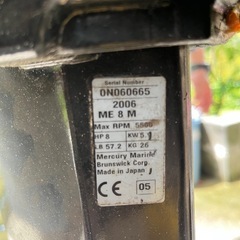 Serial Number
0N060665
2006
ME 8 M
Max RPM 5500
HP 8 KW 5.9
LB 57.2 KG 26
Mercury Marine
Brunswick Corp.
Made in Japan
CE 05